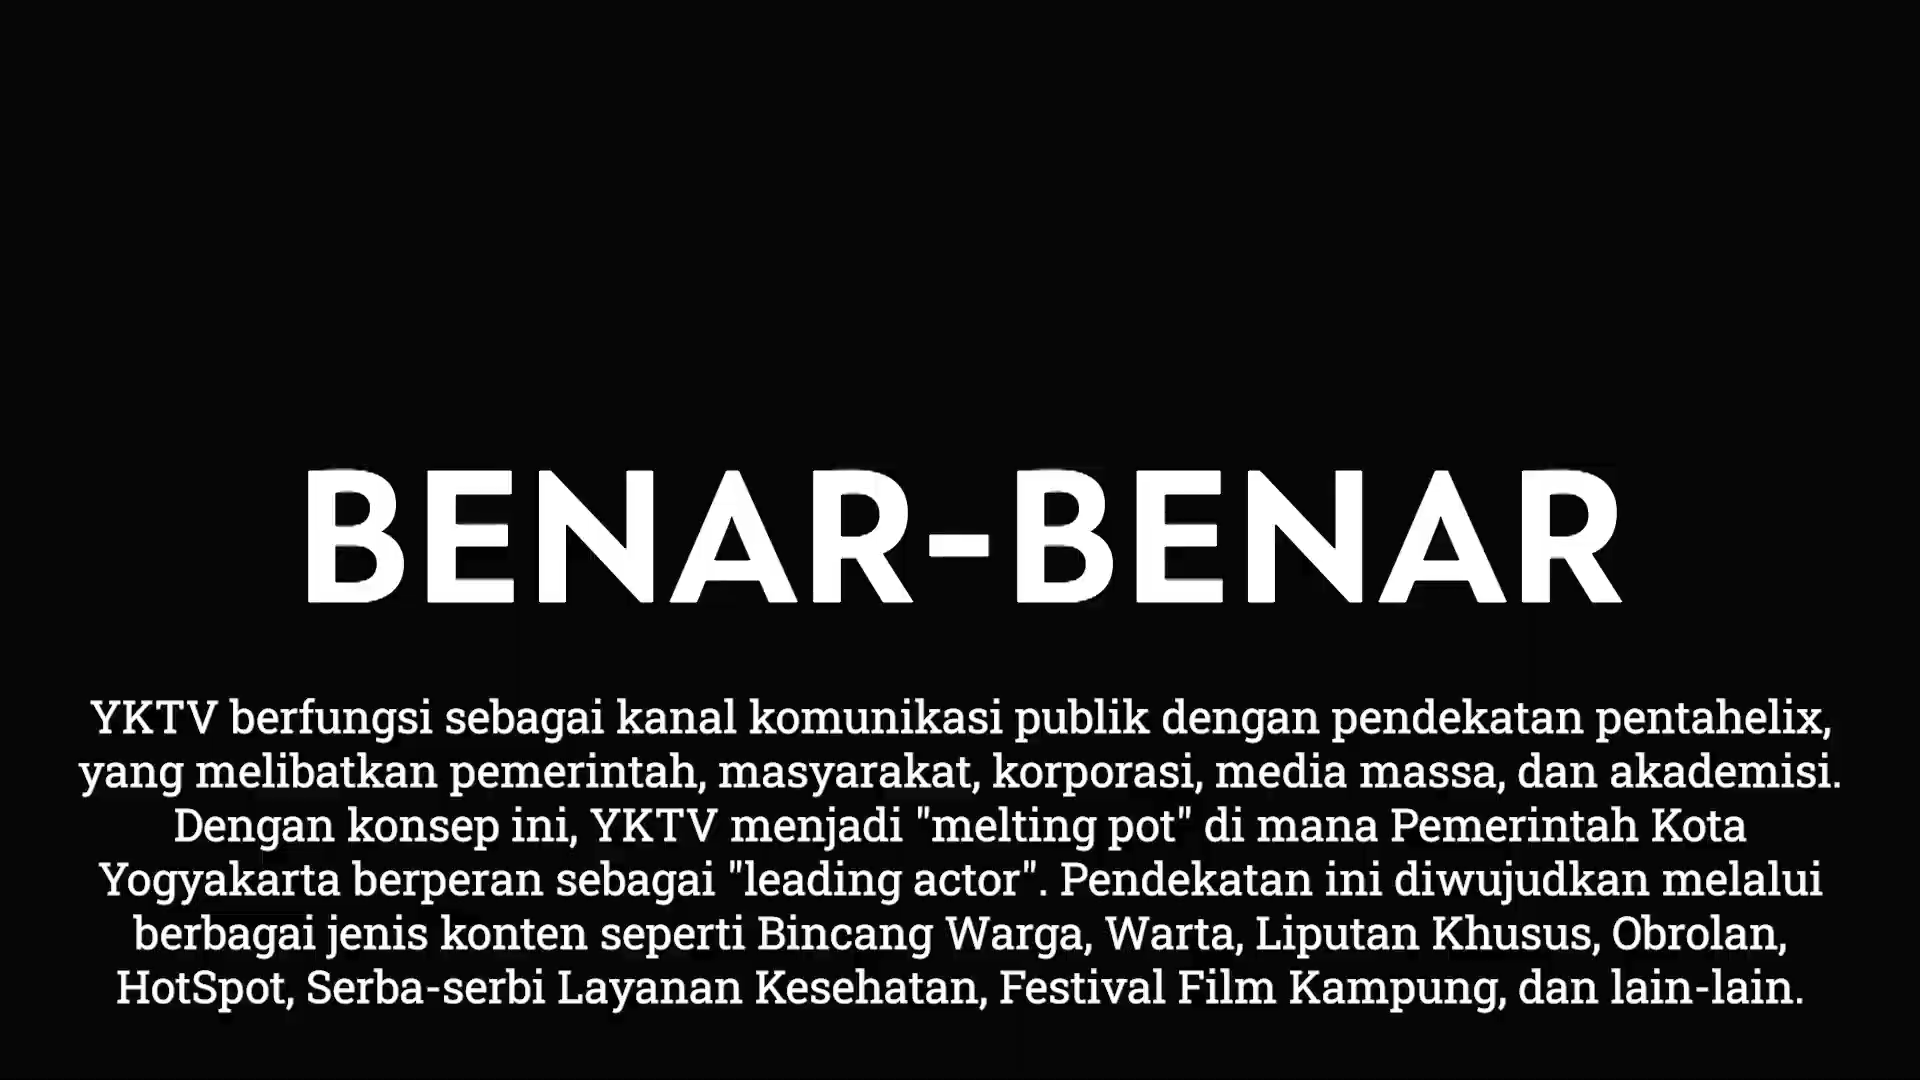 BENAR-BENAR
YKTV berfungsi sebagai kanal komunikasi publik dengan pendekatan pentahelix,
yang melibatkan pemerintah, masyarakat, korporasi, media massa, dan akademisi.
Dengan konsep ini, YKTV menjadi "melting pot" di mana Pemerintah Kota
Yogyakarta berperan sebagai "leading actor". Pendekatan ini diwujudkan melalui
berbagai jenis konten seperti Bincang Warga, Warta, Liputan Khusus, Obrolan,
HotSpot, Serba-serbi Layanan Kesehatan, Festival Film Kampung, dan lain-lain.